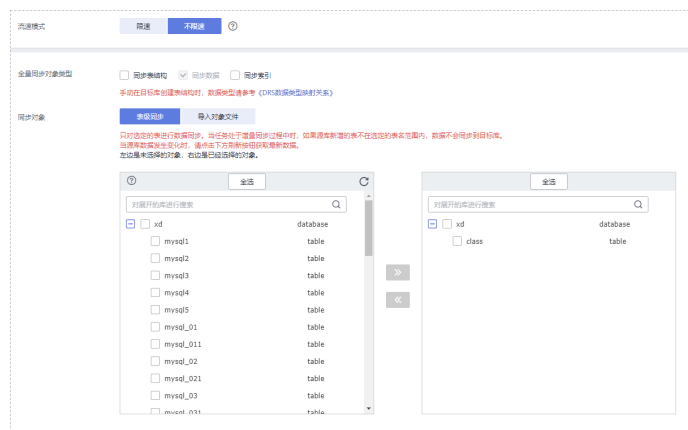 流速模式
限速
不限速
全量同步对象类型
同步表结构
同步数据
同步索引
手动在目标库创建表结构时，数据类型请参考《DRS数据类型映射关系》
同步对象
表级同步
导入对象文件
只对选定的表进行数据同步。当任务处于增量同步过程中时，如果源库新增的表不在选定的表名范围内，数据不会同步到目标库。
当源库数据发生变化时，请点击下方刷新按钮获取最新数据。
左边是未选择的对象，右边是已经选择的对象。
全选
对展开的库进行搜索
xd database
mysql1 table
mysql2 table
mysql3 table
mysql4 table
mysql5 table
mysql_01 table
mysql_011 table
mysql_02 table
mysql_021 table
mysql_03 table
mysql_031 table
全选
对展开的库进行搜索
xd database
class table